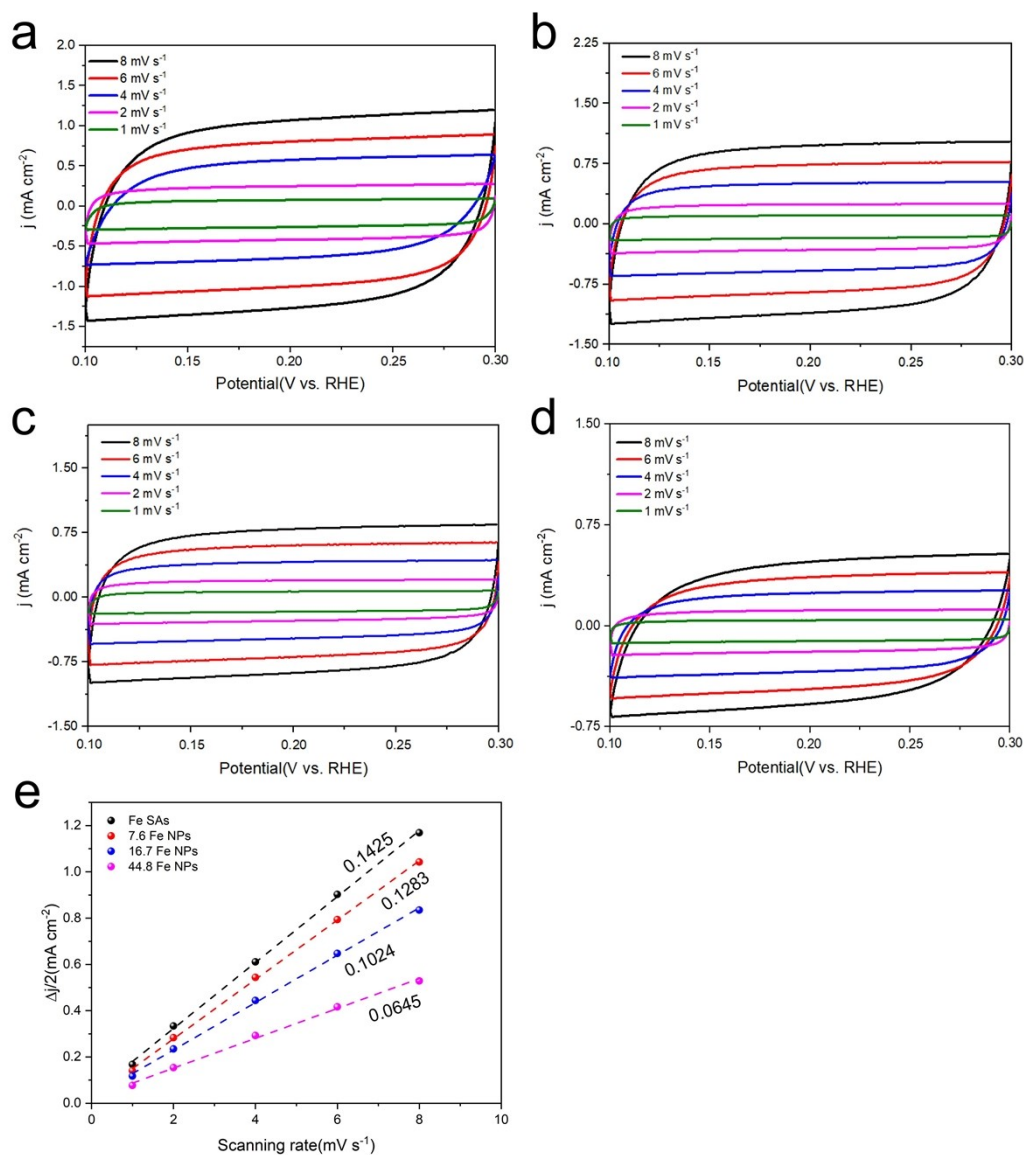 a
2.0
1.5
1.0
0.5
0.0
-0.5
-1.0
-1.5
j (mA cm⁻²)
8 mV s⁻¹
6 mV s⁻¹
4 mV s⁻¹
2 mV s⁻¹
1 mV s⁻¹
0.10 0.15 0.20 0.25 0.30
Potential(V vs. RHE)
b
2.25
1.50
0.75
0.00
-0.75
-1.50
j (mA cm⁻²)
8 mV s⁻¹
6 mV s⁻¹
4 mV s⁻¹
2 mV s⁻¹
1 mV s⁻¹
0.10 0.15 0.20 0.25 0.30
Potential(V vs. RHE)
c
1.50
0.75
0.00
-0.75
-1.50
j (mA cm⁻²)
8 mV s⁻¹
6 mV s⁻¹
4 mV s⁻¹
2 mV s⁻¹
1 mV s⁻¹
0.10 0.15 0.20 0.25 0.30
Potential(V vs. RHE)
d
1.50
0.75
0.00
-0.75
j (mA cm⁻²)
8 mV s⁻¹
6 mV s⁻¹
4 mV s⁻¹
2 mV s⁻¹
1 mV s⁻¹
0.10 0.15 0.20 0.25 0.30
Potential(V vs. RHE)
e
1.2
1.0
0.8
0.6
0.4
0.2
0.0
Δj/2(mA cm⁻²)
Fe SAs
7.6 Fe NPs
16.7 Fe NPs
44.8 Fe NPs
0.1425
0.1283
0.1024
0.0645
0 2 4 6 8 10
Scanning rate(mV s⁻¹)